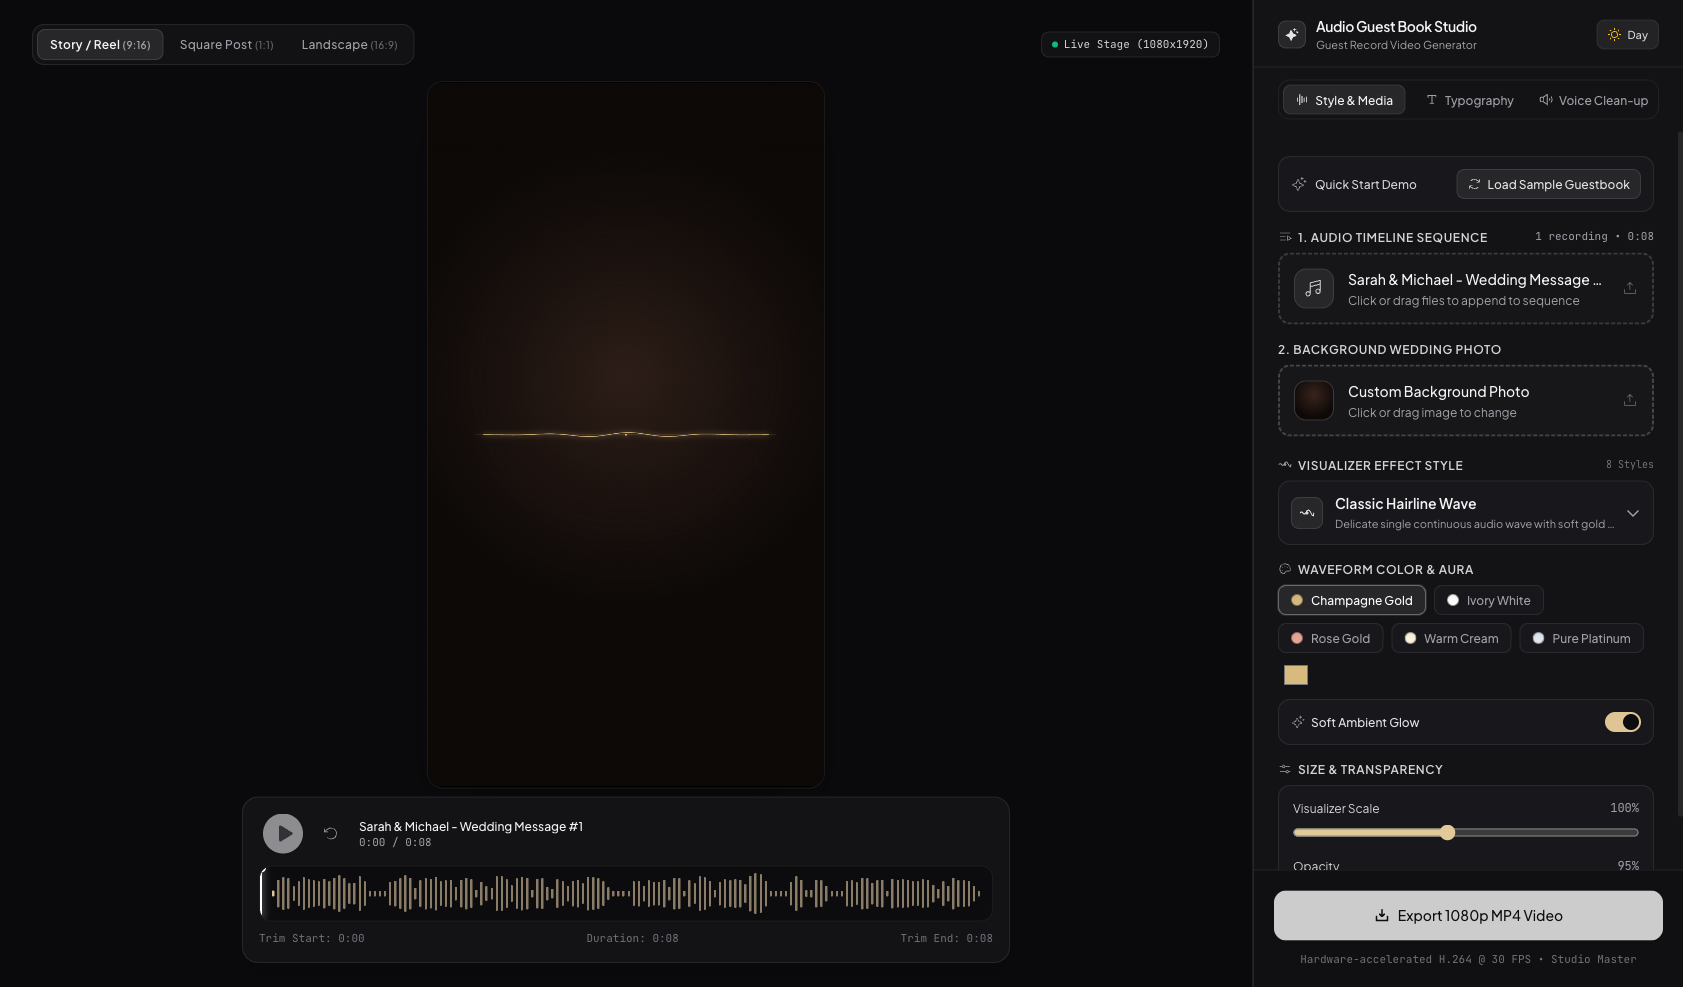 Story / Reel (9:16)
Square Post (1:1)
Landscape (16:9)
Live Stage (1080x1920)
Sarah & Michael - Wedding Message #1
0:00 / 0:08
Trim Start: 0:00
Duration: 0:08
Trim End: 0:08
Audio Guest Book Studio
Guest Record Video Generator
Day
Style & Media
Typography
Voice Clean-up
Quick Start Demo
Load Sample Guestbook
1. AUDIO TIMELINE SEQUENCE
1 recording • 0:08
Sarah & Michael - Wedding Message ...
Click or drag files to append to sequence
2. BACKGROUND WEDDING PHOTO
Custom Background Photo
Click or drag image to change
VISUALIZER EFFECT STYLE
8 Styles
Classic Hairline Wave
Delicate single continuous audio wave with soft gold ...
WAVEFORM COLOR & AURA
Champagne Gold
Ivory White
Rose Gold
Warm Cream
Pure Platinum
Soft Ambient Glow
SIZE & TRANSPARENCY
Visualizer Scale
100%
Opacity
95%
Export 1080p MP4 Video
Hardware-accelerated H.264 @ 30 FPS • Studio Master